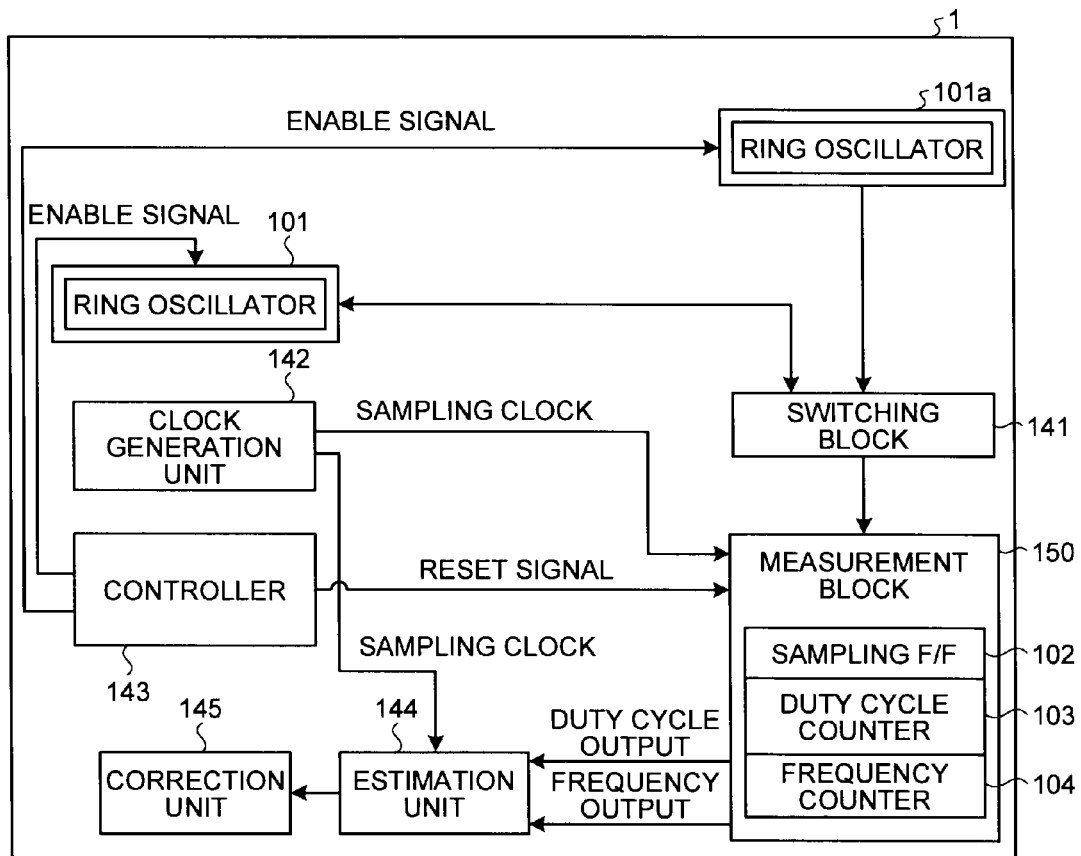 1
101a
ENABLE SIGNAL
RING OSCILLATOR
ENABLE SIGNAL
101
RING OSCILLATOR
142
CLOCK
GENERATION
UNIT
SAMPLING CLOCK
SWITCHING
BLOCK
141
CONTROLLER
143
RESET SIGNAL
MEASUREMENT
BLOCK
150
SAMPLING CLOCK
SAMPLING F/F
102
DUTY CYCLE
COUNTER
103
FREQUENCY
COUNTER
104
145
CORRECTION
UNIT
144
ESTIMATION
UNIT
DUTY CYCLE
OUTPUT
FREQUENCY
OUTPUT